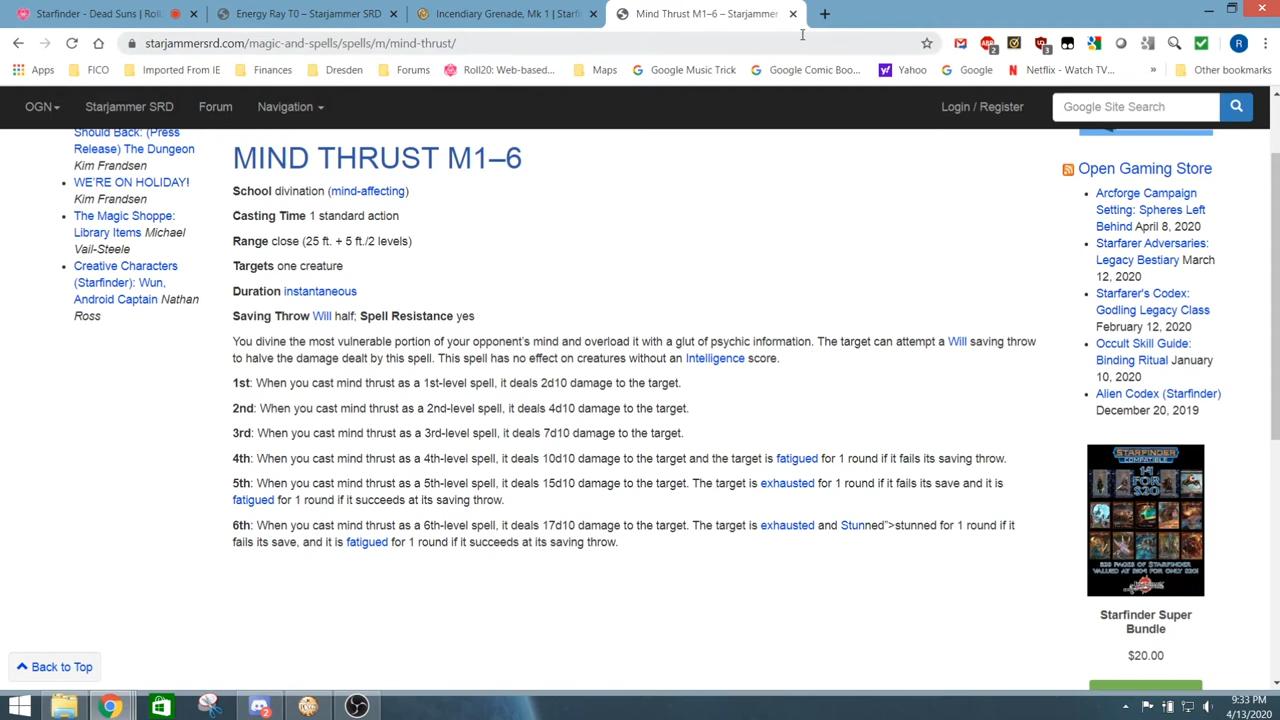 Starfinder - Dead Suns | Roll
Energy Ray T0 – Starjammer SRD
Incendiary Grenade, Mk 1 | Starfi
Mind Thrust M1–6 – Starjammer
starjammersrd.com/magic-and-spells/spells/m/mind-thrust/
Apps
FICO
Imported From IE
Finances
Dresden
Forums
Roll20: Web-based...
Maps
Google Music Trick
Google Comic Boo...
Yahoo
Google
Netflix - Watch TV...
»
Other bookmarks
OGN
Starjammer SRD
Forum
Navigation
Login / Register
Google Site Search
Should Back: (Press
Release) The Dungeon
Kim Frandsen
WE'RE ON HOLIDAY!
Kim Frandsen
The Magic Shoppe:
Library Items Michael
Vail-Steele
Creative Characters
(Starfinder): Wun,
Android Captain Nathan
Ross
MIND THRUST M1–6
School divination (mind-affecting)
Casting Time 1 standard action
Range close (25 ft. + 5 ft./2 levels)
Targets one creature
Duration instantaneous
Saving Throw Will half; Spell Resistance yes
You divine the most vulnerable portion of your opponent's mind and overload it with a glut of psychic information. The target can attempt a Will saving throw
to halve the damage dealt by this spell. This spell has no effect on creatures without an Intelligence score.
1st: When you cast mind thrust as a 1st-level spell, it deals 2d10 damage to the target.
2nd: When you cast mind thrust as a 2nd-level spell, it deals 4d10 damage to the target.
3rd: When you cast mind thrust as a 3rd-level spell, it deals 7d10 damage to the target.
4th: When you cast mind thrust as a 4th-level spell, it deals 10d10 damage to the target and the target is fatigued for 1 round if it fails its saving throw.
5th: When you cast mind thrust as a 5th-level spell, it deals 15d10 damage to the target. The target is exhausted for 1 round if it fails its save and it is
fatigued for 1 round if it succeeds at its saving throw.
6th: When you cast mind thrust as a 6th-level spell, it deals 17d10 damage to the target. The target is exhausted and Stunned">stunned for 1 round if it
fails its save, and it is fatigued for 1 round if it succeeds at its saving throw.
Back to Top
Open Gaming Store
Arcforge Campaign
Setting: Spheres Left
Behind April 8, 2020
Starfarer Adversaries:
Legacy Bestiary March
12, 2020
Starfarer's Codex:
Godling Legacy Class
February 12, 2020
Occult Skill Guide:
Binding Ritual January
10, 2020
Alien Codex (Starfinder)
December 20, 2019
STARFINDER
COMPATIBLE
FOR
$20
Starfinder Super
Bundle
$20.00
9:33 PM
4/13/2020